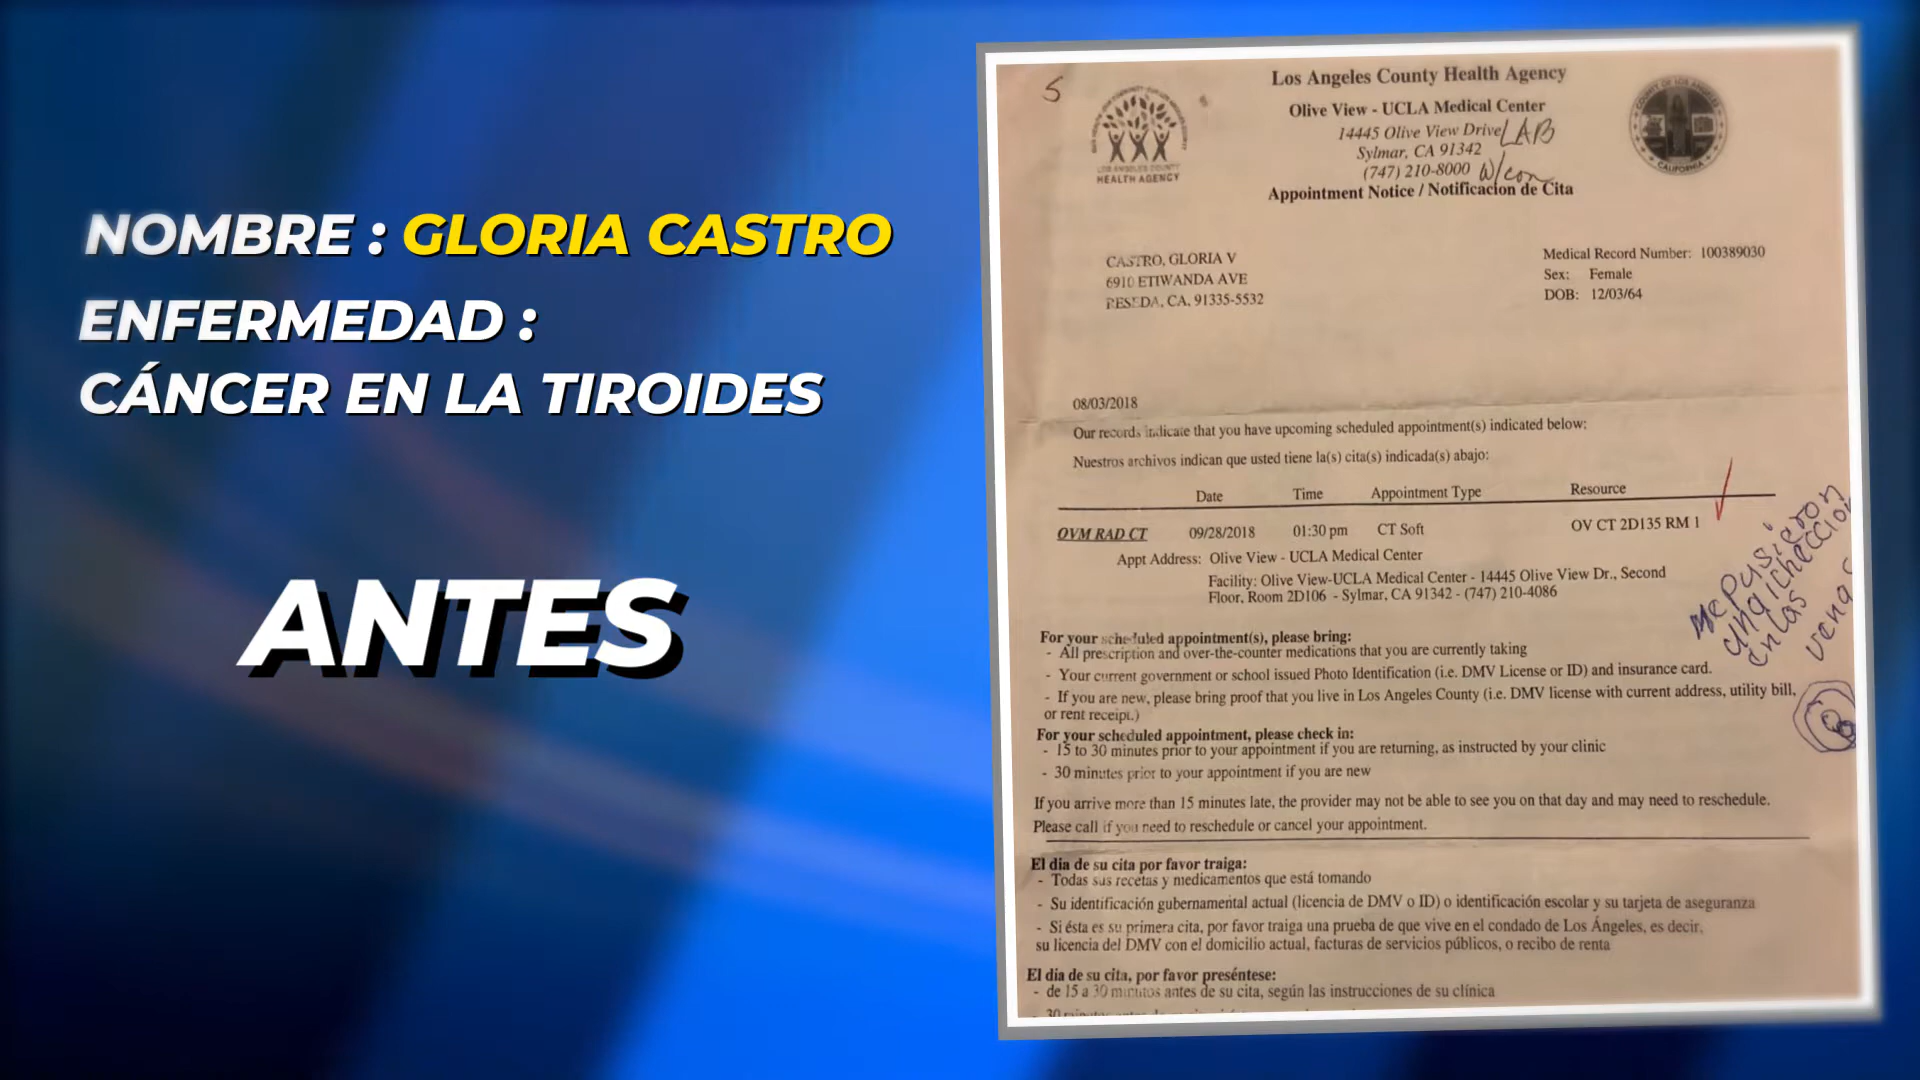 NOMBRE : GLORIA CASTRO
ENFERMEDAD :
CÁNCER EN LA TIROIDES
ANTES
5
Los Angeles County Health Agency
Olive View - UCLA Medical Center
14445 Olive View Drive LAB
Sylmar, CA 91342
(747) 210-8000
Appointment Notice / Notificacion de Cita
LOS ANGELES COUNTY
HEALTH AGENCY
COUNTY OF LOS ANGELES
CALIFORNIA
CASTRO, GLORIA V
6910 ETIWANDA AVE
RESEDA, CA, 91335-5532
Medical Record Number: 100389030
Sex: Female
DOB: 12/03/64
08/03/2018
Our records indicate that you have upcoming scheduled appointment(s) indicated below:
Nuestros archivos indican que usted tiene la(s) cita(s) indicada(s) abajo:
Date Time Appointment Type Resource
OVM RAD CT 09/28/2018 01:30 pm CT Soft OV CT 2D135 RM 1
Appt Address: Olive View - UCLA Medical Center
Facility: Olive View-UCLA Medical Center - 14445 Olive View Dr., Second
Floor, Room 2D106 - Sylmar, CA 91342 - (747) 210-4086
Me pusieron
una icheccion
en las
vena
For your scheduled appointment(s), please bring:
- All prescription and over-the-counter medications that you are currently taking
- Your current government or school issued Photo Identification (i.e. DMV License or ID) and insurance card.
- If you are new, please bring proof that you live in Los Angeles County (i.e. DMV license with current address, utility bill,
or rent receipt.)
For your scheduled appointment, please check in:
- 15 to 30 minutes prior to your appointment if you are returning, as instructed by your clinic
- 30 minutes prior to your appointment if you are new
If you arrive more than 15 minutes late, the provider may not be able to see you on that day and may need to reschedule.
Please call if you need to reschedule or cancel your appointment.
El dia de su cita por favor traiga:
- Todas sus recetas y medicamentos que está tomando
- Su identificación gubernamental actual (licencia de DMV o ID) o identificación escolar y su tarjeta de aseguranza
- Si ésta es su primera cita, por favor traiga una prueba de que vive en el condado de Los Ángeles, es decir,
su licencia del DMV con el domicilio actual, facturas de servicios públicos, o recibo de renta
El dia de su cita, por favor preséntese:
- de 15 a 30 minutos antes de su cita, según las instrucciones de su clínica
- 30 minutos antes de